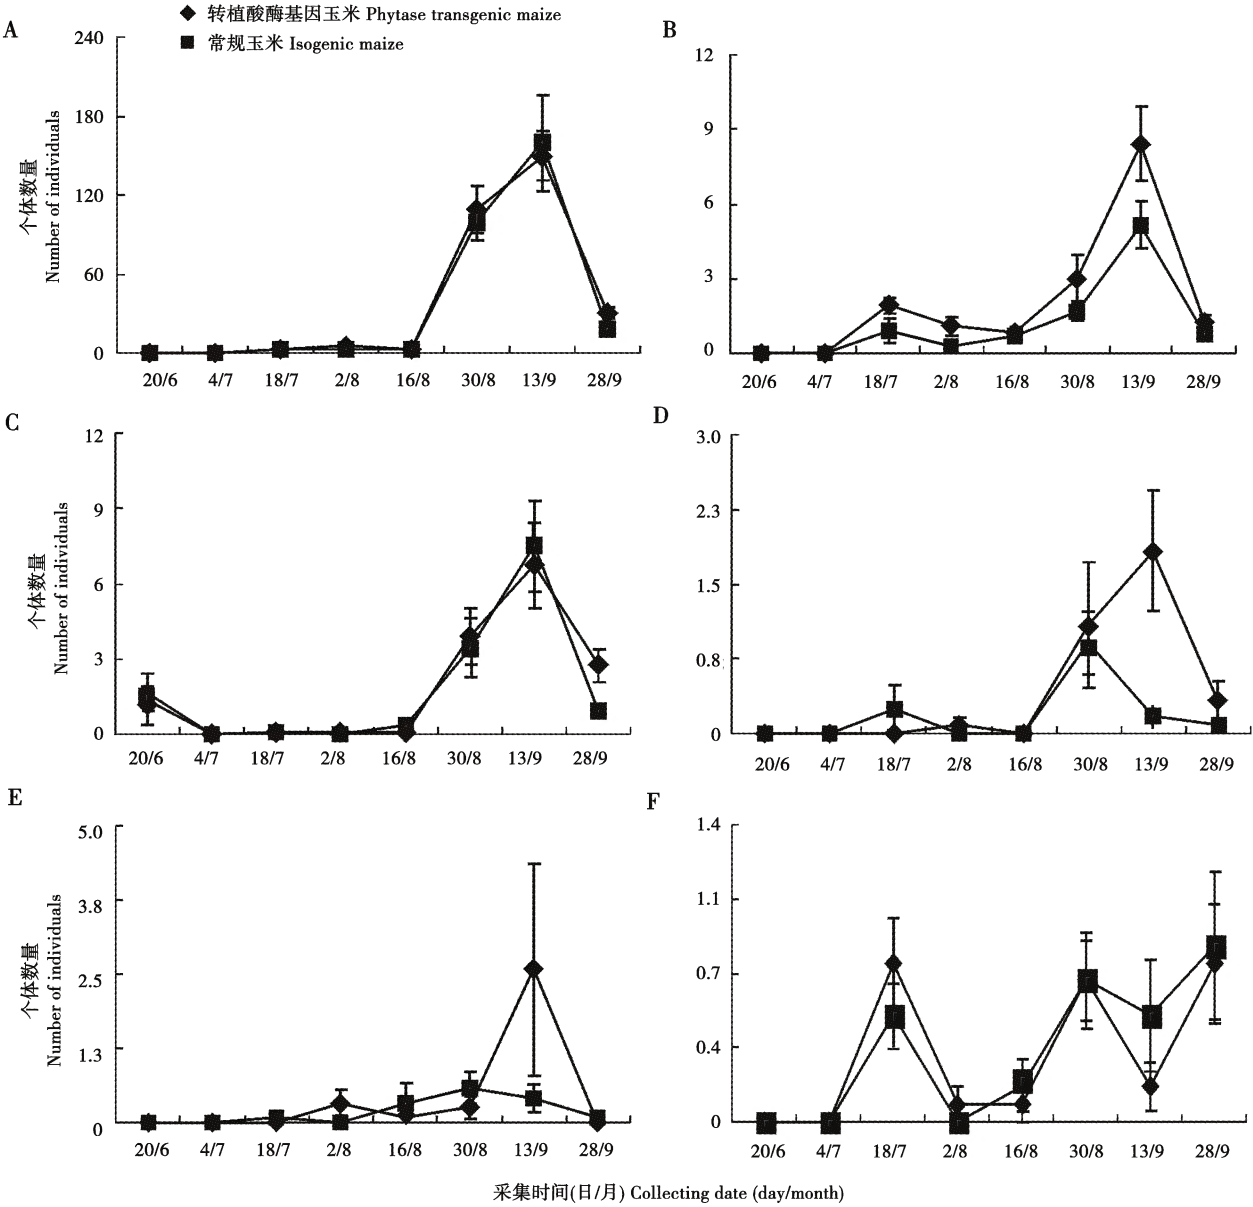 转植酸酶基因玉米 Phytase transgenic maize
常规玉米 Isogenic maize
A
240
180
120
60
0
个体数量
Number of individuals
20/6 4/7 18/7 2/8 16/8 30/8 13/9 28/9
B
12
9
6
3
0
20/6 4/7 18/7 2/8 16/8 30/8 13/9 28/9
C
12
9
6
3
0
个体数量
Number of individuals
20/6 4/7 18/7 2/8 16/8 30/8 13/9 28/9
D
3.0
2.3
1.5
0.8
0
20/6 4/7 18/7 2/8 16/8 30/8 13/9 28/9
E
5.0
3.8
2.5
1.3
0
个体数量
Number of individuals
20/6 4/7 18/7 2/8 16/8 30/8 13/9 28/9
F
1.4
1.1
0.7
0.4
0
20/6 4/7 18/7 2/8 16/8 30/8 13/9 28/9
采集时间(日/月) Collecting date (day/month)